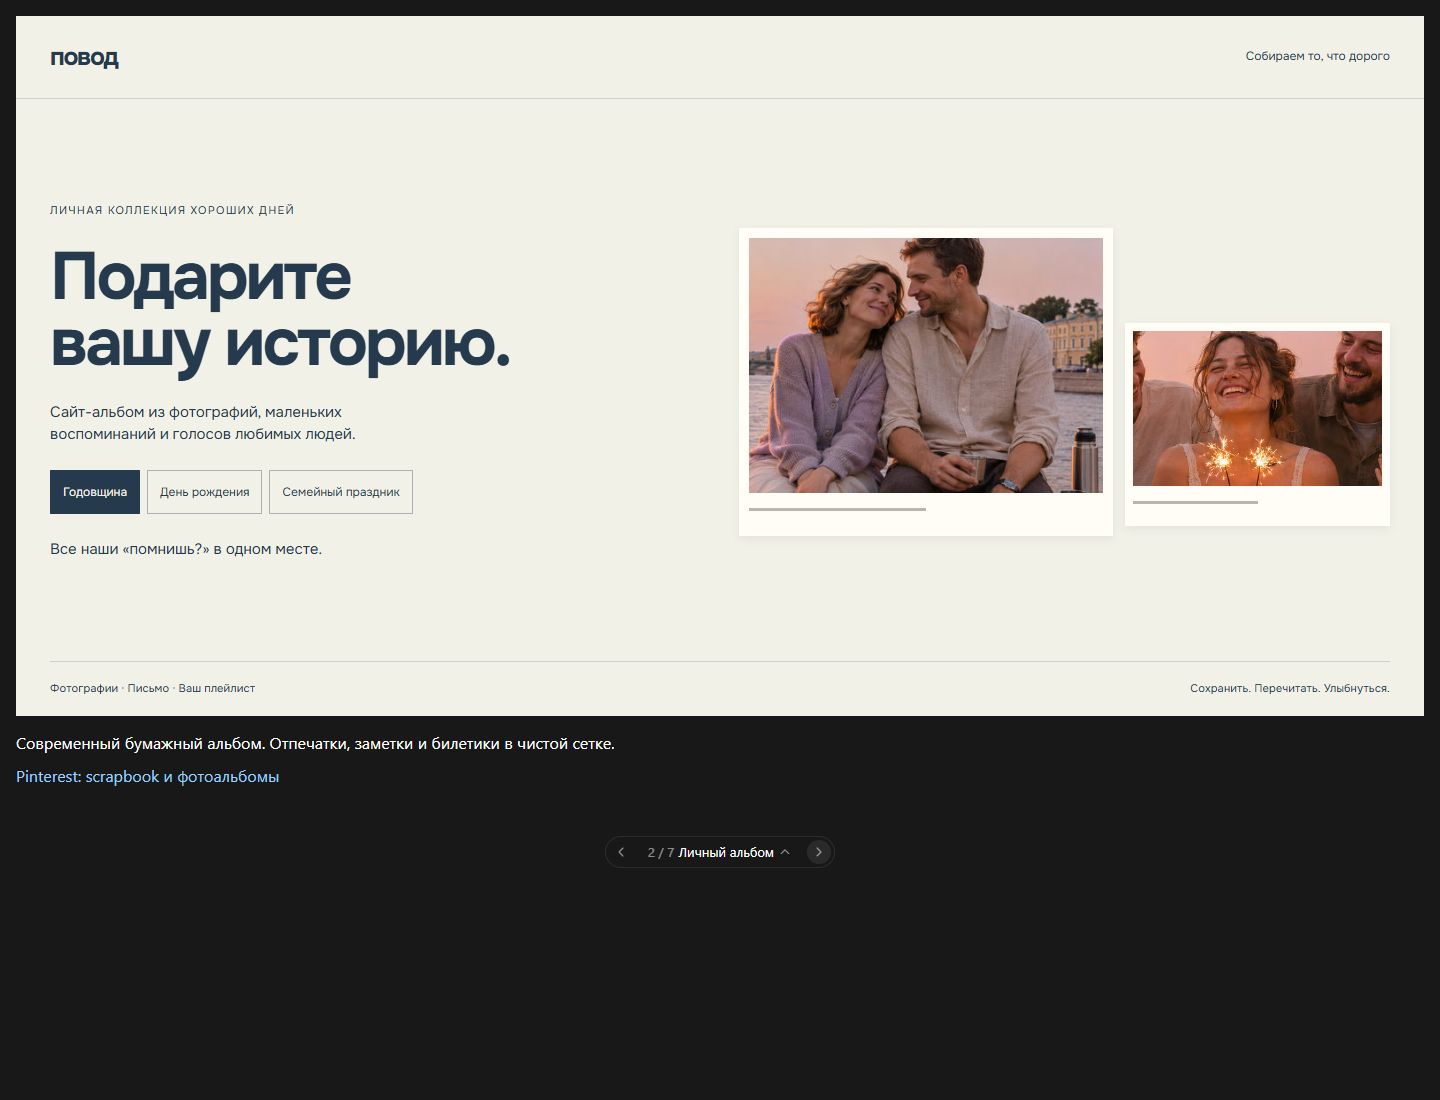 повод
Собираем то, что дорого
ЛИЧНАЯ КОЛЛЕКЦИЯ ХОРОШИХ ДНЕЙ
Подарите
вашу историю.
Сайт-альбом из фотографий, маленьких
воспоминаний и голосов любимых людей.
Годовщина
День рождения
Семейный праздник
Все наши «помнишь?» в одном месте.
Фотографии · Письмо · Ваш плейлист
Сохранить. Перечитать. Улыбнуться.
Современный бумажный альбом. Отпечатки, заметки и билетики в чистой сетке.
Pinterest: scrapbook и фотоальбомы
2 / 7 Личный альбом